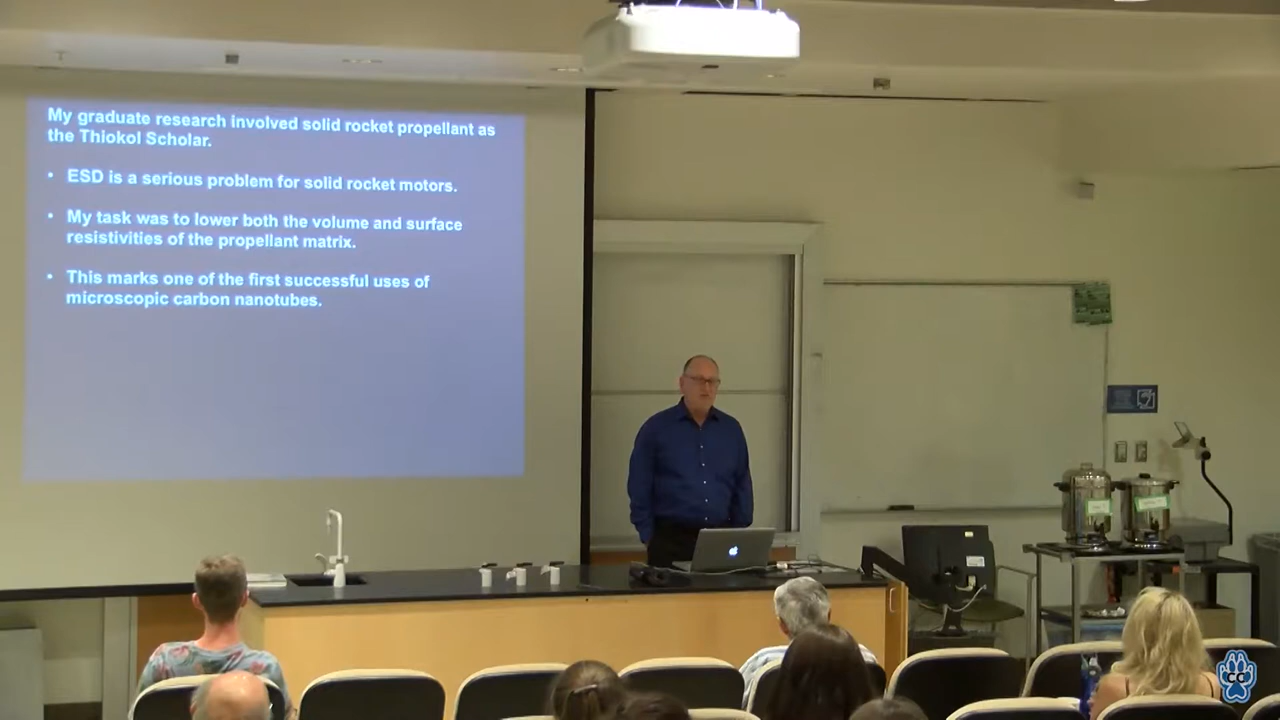 My graduate research involved solid rocket propellant as
the Thiokol Scholar.
• ESD is a serious problem for solid rocket motors.
• My task was to lower both the volume and surface
resistivities of the propellant matrix.
• This marks one of the first successful uses of
microscopic carbon nanotubes.
CC